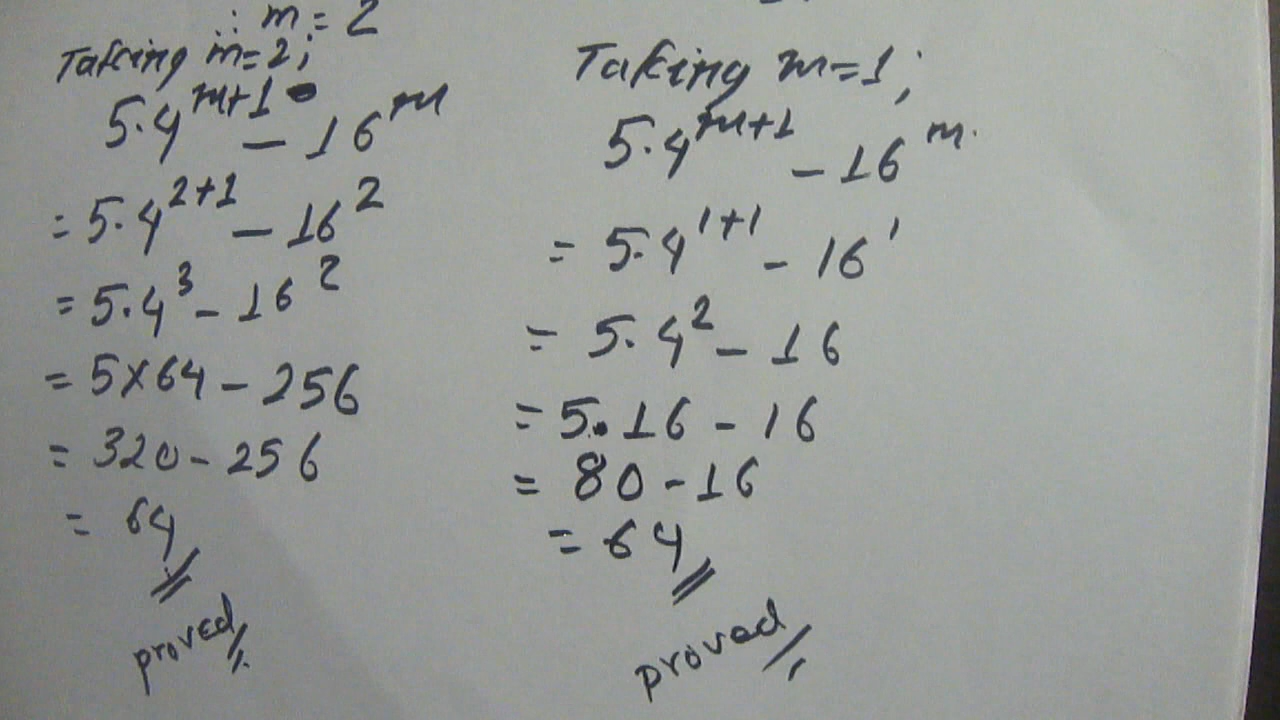 ∴ m = 2
Taking m=2;
5.4^{m+1} - 16^m
= 5.4^{2+1} - 16^2
= 5.4^3 - 16^2
= 5×64 - 256
= 320 - 256
= 64
proved
Taking m=1;
5.4^{m+1} - 16^m.
= 5.4^{1+1} - 16^1
= 5.4^2 - 16
= 5.16 - 16
= 80 - 16
= 64
proved